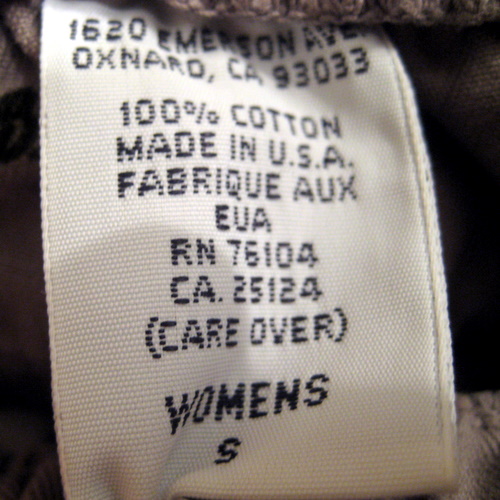 1620 EMERSON AVE
OXNARD, CA 93033
100% COTTON
MADE IN U.S.A.
FABRIQUE AUX
EUA
RN 76104
CA. 25124
(CARE OVER)
WOMENS
S